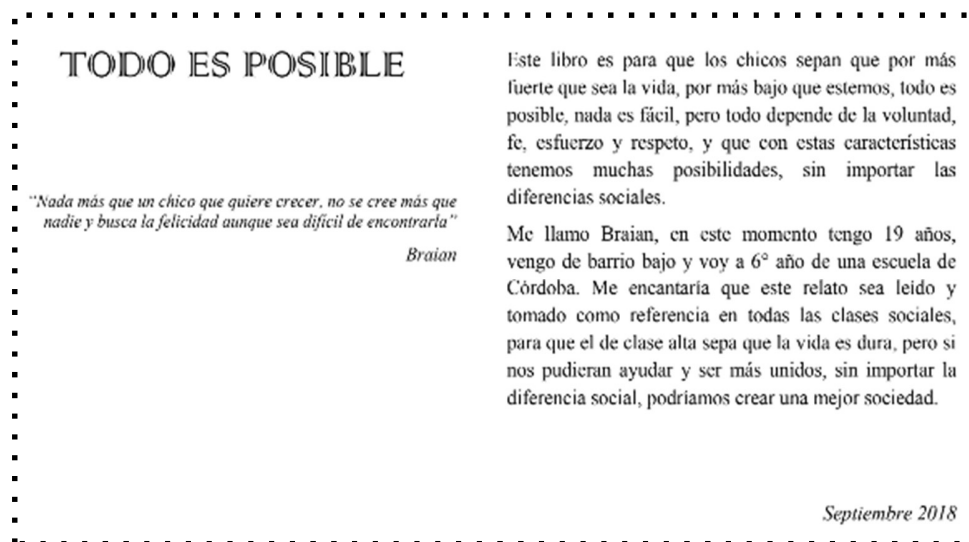 TODO ES POSIBLE
"Nada más que un chico que quiere crecer, no se cree más que
nadie y busca la felicidad aunque sea difícil de encontrarla"
Braian
Este libro es para que los chicos sepan que por más
fuerte que sea la vida, por más bajo que estemos, todo es
posible, nada es fácil, pero todo depende de la voluntad,
fe, esfuerzo y respeto, y que con estas características
tenemos muchas posibilidades, sin importar las
diferencias sociales.
Me llamo Braian, en este momento tengo 19 años,
vengo de barrio bajo y voy a 6° año de una escuela de
Córdoba. Me encantaría que este relato sea leído y
tomado como referencia en todas las clases sociales,
para que el de clase alta sepa que la vida es dura, pero si
nos pudieran ayudar y ser más unidos, sin importar la
diferencia social, podríamos crear una mejor sociedad.
Septiembre 2018